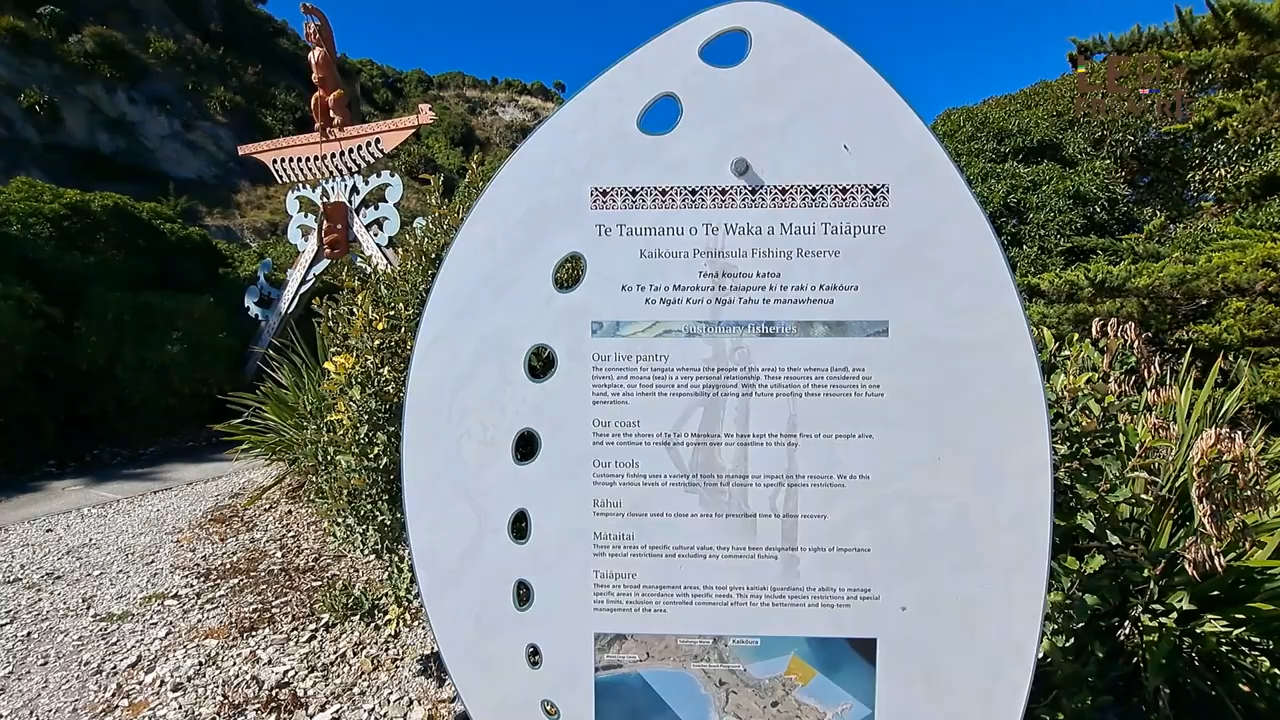 Te Taumanu o Te Waka a Maui Taiāpure
Kaikōura Peninsula Fishing Reserve
Tēnā koutou katoa
Ko Te Tai o Marokura te taiapure ki te raki o Kaikōura
Ko Ngāti Kuri o Ngāi Tahu te manawhenua
Customary fisheries
Our live pantry
The connection for tangata whenua (the people of this area) to their whenua (land), awa
(rivers), and moana (sea) is a very personal relationship. These resources are considered our
workplace, our food source and our playground. With the utilisation of these resources in one
hand, we also inherit the responsibility of caring and future proofing these resources for future
generations.
Our coast
These are the shores of Te Tai O Marokura. We have kept the home fires of our people alive,
and we continue to reside and govern over our coastline to this day.
Our tools
Customary fishing uses a variety of tools to manage our impact on the resource. We do this
through various levels of restriction, from full closure to specific species restrictions.
Rāhui
Temporary closure used to close an area for prescribed time to allow recovery.
Mātaitai
These are areas of specific cultural value, they have been designated to sights of importance
with special restrictions and excluding any commercial fishing.
Taiāpure
These are broad management areas, this tool gives kaitiaki (guardians) the ability to manage
specific areas in accordance with specific needs. This may include species restrictions and special
size limits, exclusion or controlled commercial effort for the betterment and long-term
management of the area.
Takahanga Marae
Kaikōura